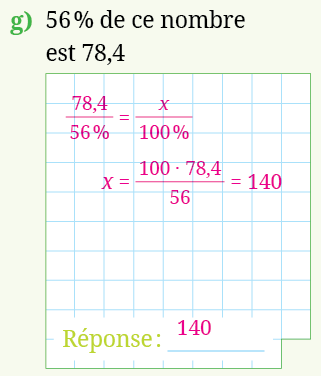 g) 56 % de ce nombre
est 78,4
78,4 / 56 % = x / 100 %
x = 100 · 78,4 / 56 = 140
Réponse : 140